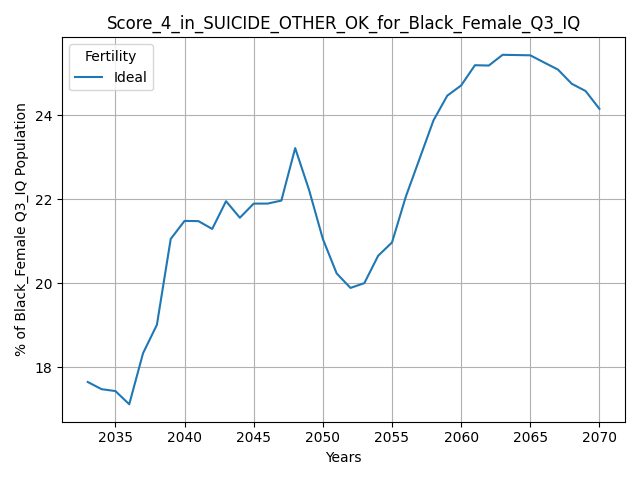 Score_4_in_SUICIDE_OTHER_OK_for_Black_Female_Q3_IQ
Fertility
Ideal
% of Black_Female Q3_IQ Population
24
22
20
18
2035 2040 2045 2050 2055 2060 2065 2070
Years